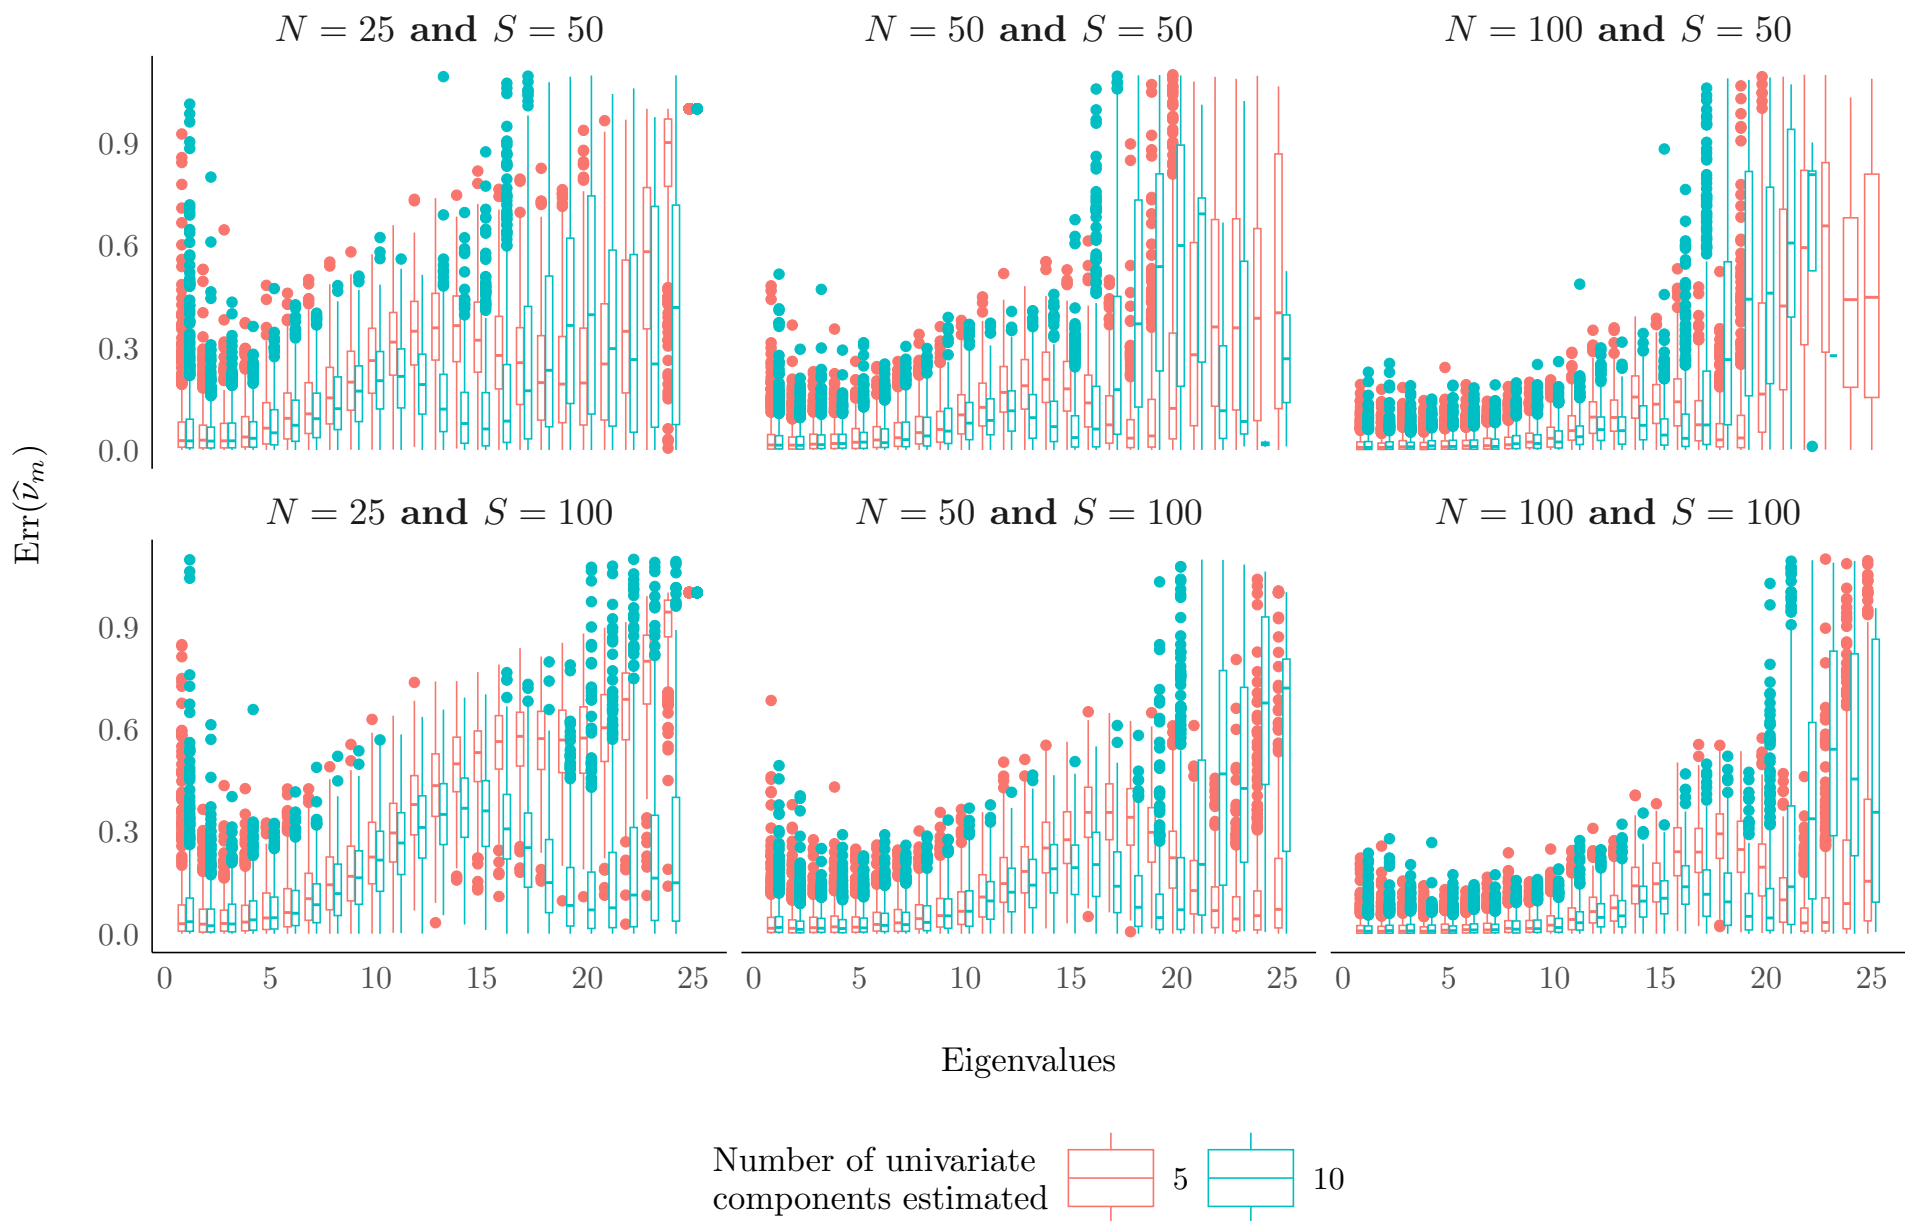 N = 25 and S = 50
N = 50 and S = 50
N = 100 and S = 50
0.9
0.6
0.3
0.0
Err(ν̂ₘ)
N = 25 and S = 100
N = 50 and S = 100
N = 100 and S = 100
0.9
0.6
0.3
0.0
0 5 10 15 20 25
0 5 10 15 20 25
0 5 10 15 20 25
Eigenvalues
Number of univariate
components estimated
5
10